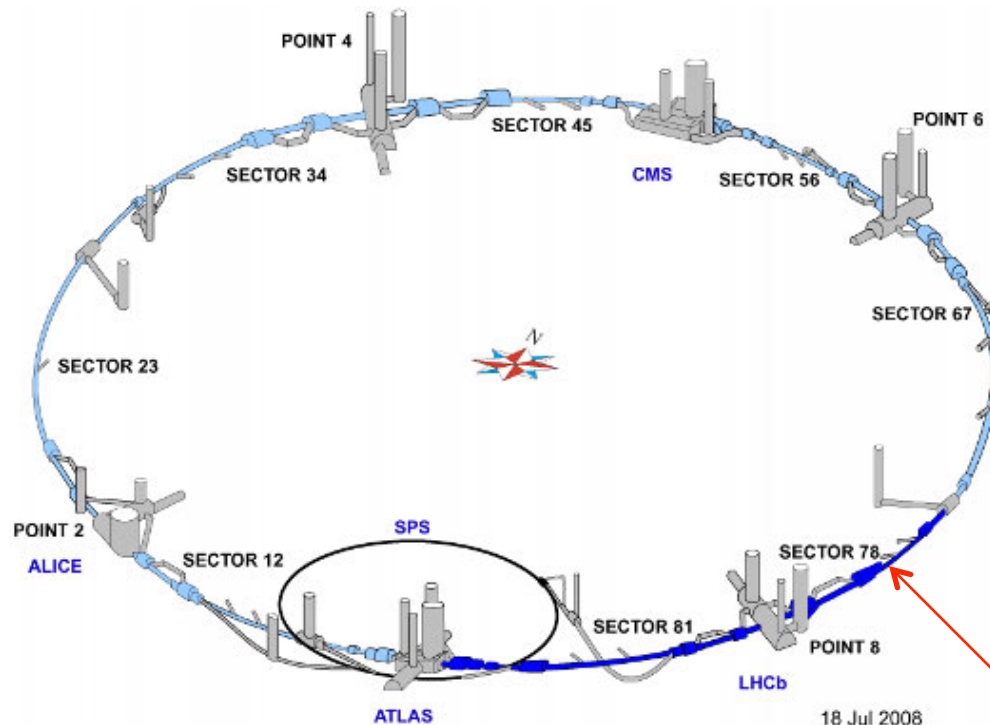 POINT 4
SECTOR 45
POINT 6
CMS
SECTOR 56
SECTOR 34
SECTOR 67
N
SECTOR 23
POINT 2
ALICE
SECTOR 12
SPS
SECTOR 78
SECTOR 81
POINT 8
LHCb
ATLAS
18 Jul 2008